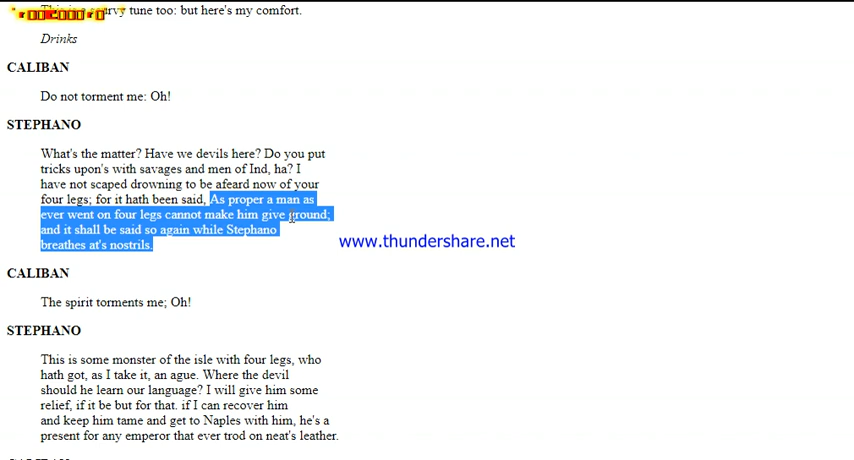 tune too: but here's my comfort.
Drinks
CALIBAN
Do not torment me: Oh!
STEPHANO
What's the matter? Have we devils here? Do you put
tricks upon's with savages and men of Ind, ha? I
have not scaped drowning to be afeard now of your
four legs; for it hath been said, As proper a man as
ever went on four legs cannot make him give ground;
and it shall be said so again while Stephano
breathes at's nostrils.
www.thundershare.net
CALIBAN
The spirit torments me; Oh!
STEPHANO
This is some monster of the isle with four legs, who
hath got, as I take it, an ague. Where the devil
should he learn our language? I will give him some
relief, if it be but for that. if I can recover him
and keep him tame and get to Naples with him, he's a
present for any emperor that ever trod on neat's leather.